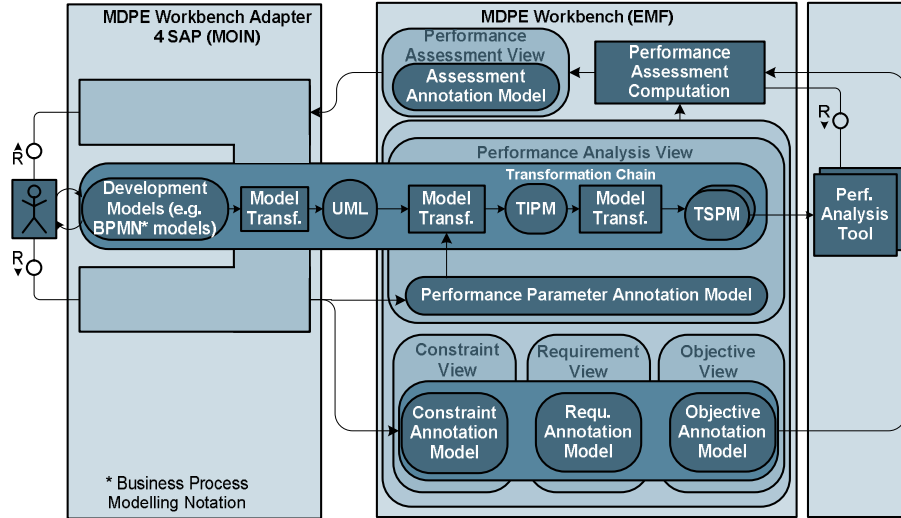 MDPE Workbench Adapter
4 SAP (MOIN)
MDPE Workbench (EMF)
Performance
Assessment View
Assessment
Annotation Model
Performance
Assessment
Computation
R
R
Performance Analysis View
Transformation Chain
Development
Models (e.g.
BPMN* models)
Model
Transf.
UML
Model
Transf.
TIPM
Model
Transf.
TSPM
Perf.
Analysis
Tool
R
Performance Parameter Annotation Model
Constraint
View
Requirement
View
Objective
View
Constraint
Annotation
Model
Requ.
Annotation
Model
Objective
Annotation
Model
* Business Process
Modelling Notation